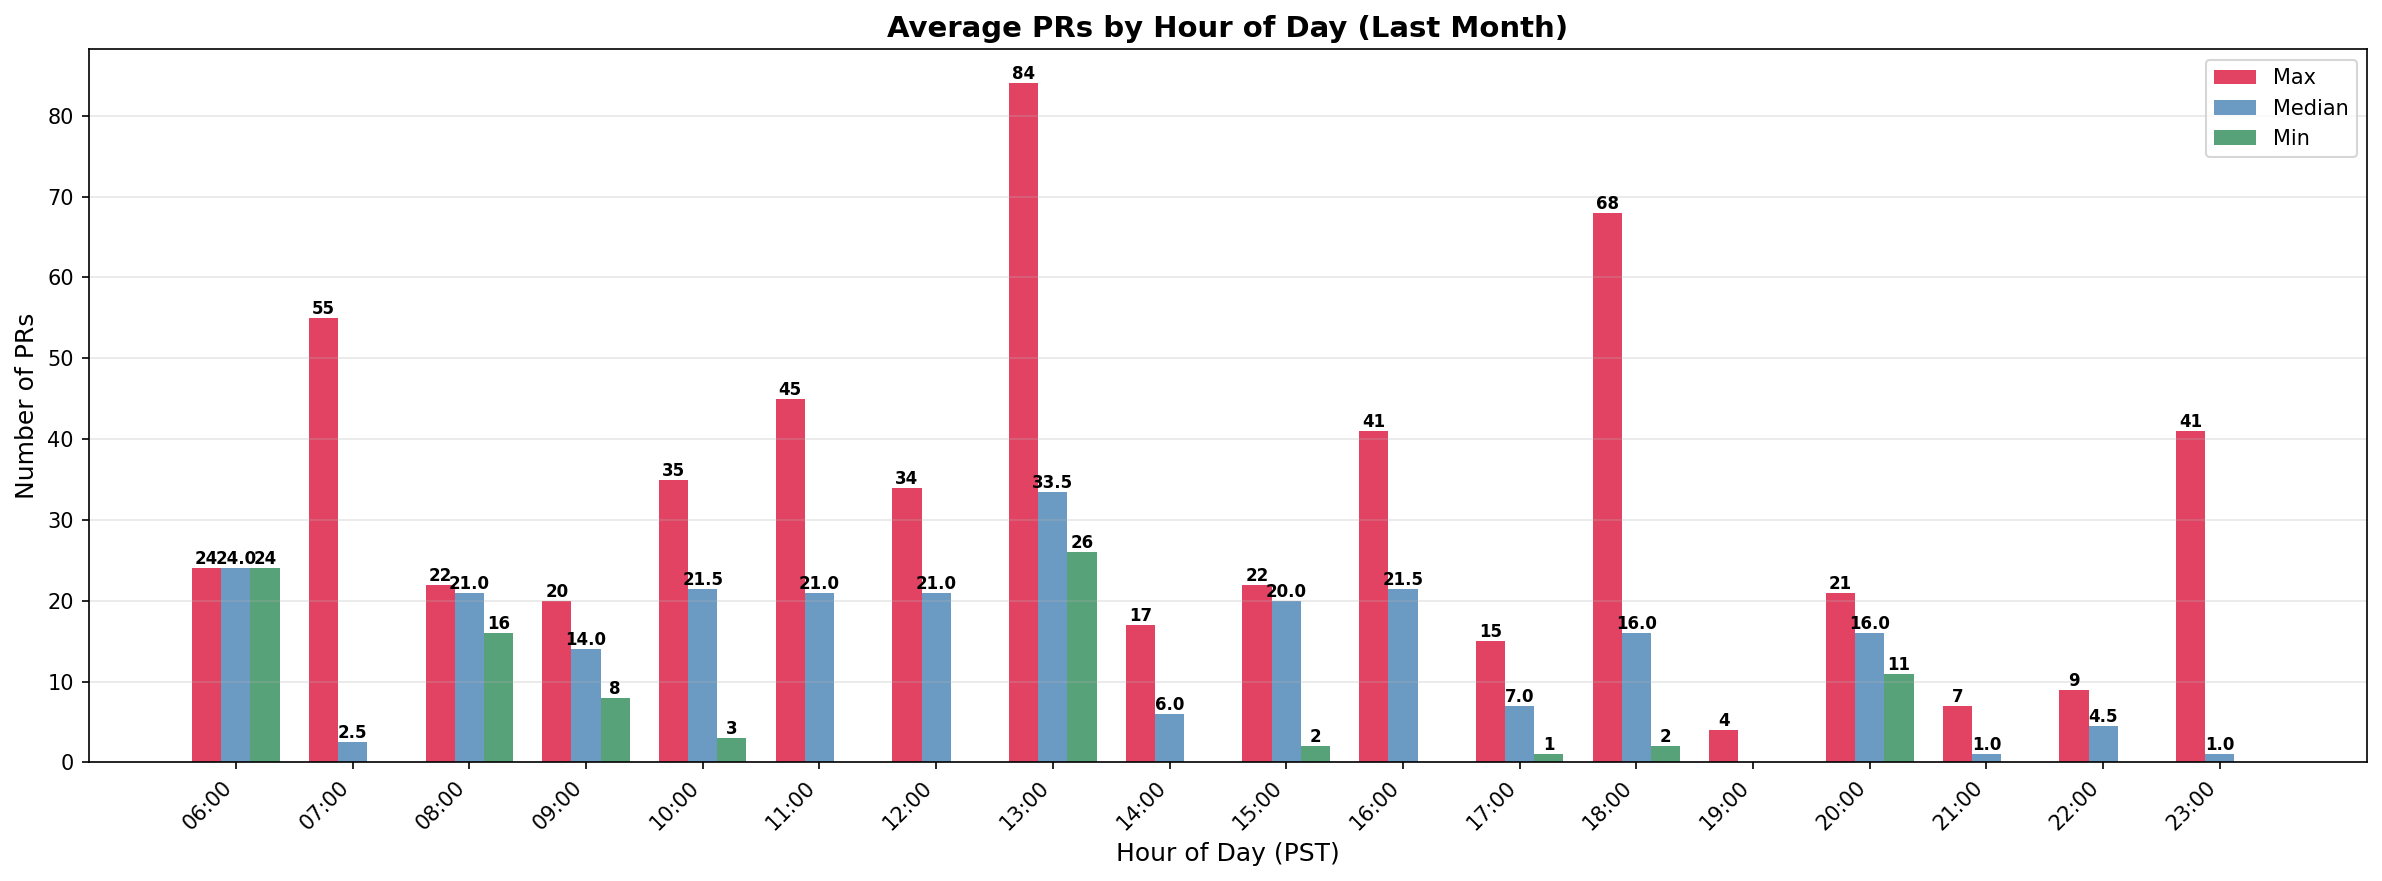 Average PRs by Hour of Day (Last Month)
Max
Median
Min
Number of PRs
80
70
60
50
40
30
20
10
0
24 24.0 24
55 2.5
22 21.0 16
20 14.0 8
35 21.5 3
45 21.0
34 21.0
84 33.5 26
17 6.0
22 20.0 2
41 21.5
15 7.0 1
68 16.0 2
4
21 16.0 11
7 1.0
9 4.5
41 1.0
06:00 07:00 08:00 09:00 10:00 11:00 12:00 13:00 14:00 15:00 16:00 17:00 18:00 19:00 20:00 21:00 22:00 23:00
Hour of Day (PST)